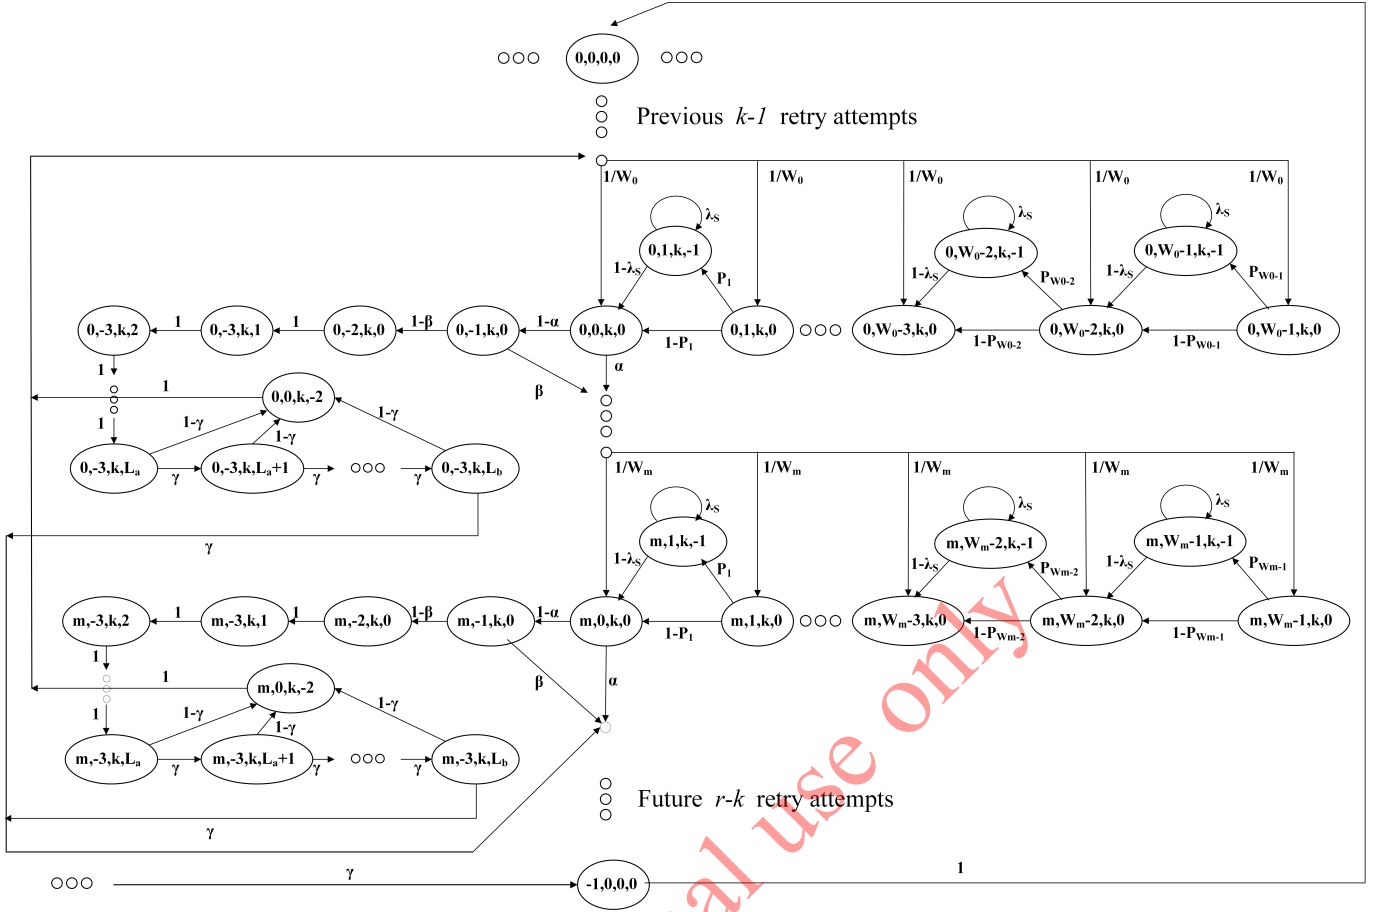 0,0,0,0
Previous k-1 retry attempts
1/W₀ 1/W₀ 1/W₀ 1/W₀ 1/W₀
λS λS λS
0,1,k,-1 0,W₀-2,k,-1 0,W₀-1,k,-1
1-λS P₁ 1-λS PW0-2 1-λS PW0-1
0,-3,k,2 1 0,-3,k,1 1 0,-2,k,0 1-β 0,-1,k,0 1-α 0,0,k,0 0,1,k,0 0,W₀-3,k,0 0,W₀-2,k,0 0,W₀-1,k,0
1-P₁ 1-PW0-2 1-PW0-1
1 α
1 β
0,0,k,-2
1 1-γ 1-γ 1-γ
0,-3,k,Lₐ γ 0,-3,k,Lₐ+1 γ γ 0,-3,k,Lb
1/Wm 1/Wm 1/Wm 1/Wm 1/Wm
λS λS λS
γ
m,1,k,-1 m,Wm-2,k,-1 m,Wm-1,k,-1
1-λS P₁ 1-λS PWm-2 1-λS PWm-1
m,-3,k,2 1 m,-3,k,1 1 m,-2,k,0 1-β m,-1,k,0 1-α m,0,k,0 m,1,k,0 m,Wm-3,k,0 m,Wm-2,k,0 m,Wm-1,k,0
1-P₁ 1-PWm-2 1-PWm-1
1 β α
1
m,0,k,-2
1 1-γ 1-γ 1-γ
m,-3,k,Lₐ γ m,-3,k,Lₐ+1 γ γ m,-3,k,Lb
Future r-k retry attempts
γ
γ -1,0,0,0 1
al use only